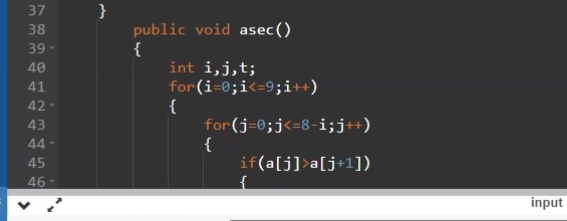 37 }
38 public void asec()
39 {
40 int i,j,t;
41 for(i=0;i<=9;i++)
42 {
43 for(j=0;j<=8-i;j++)
44 {
45 if(a[j]>a[j+1])
46 {
input